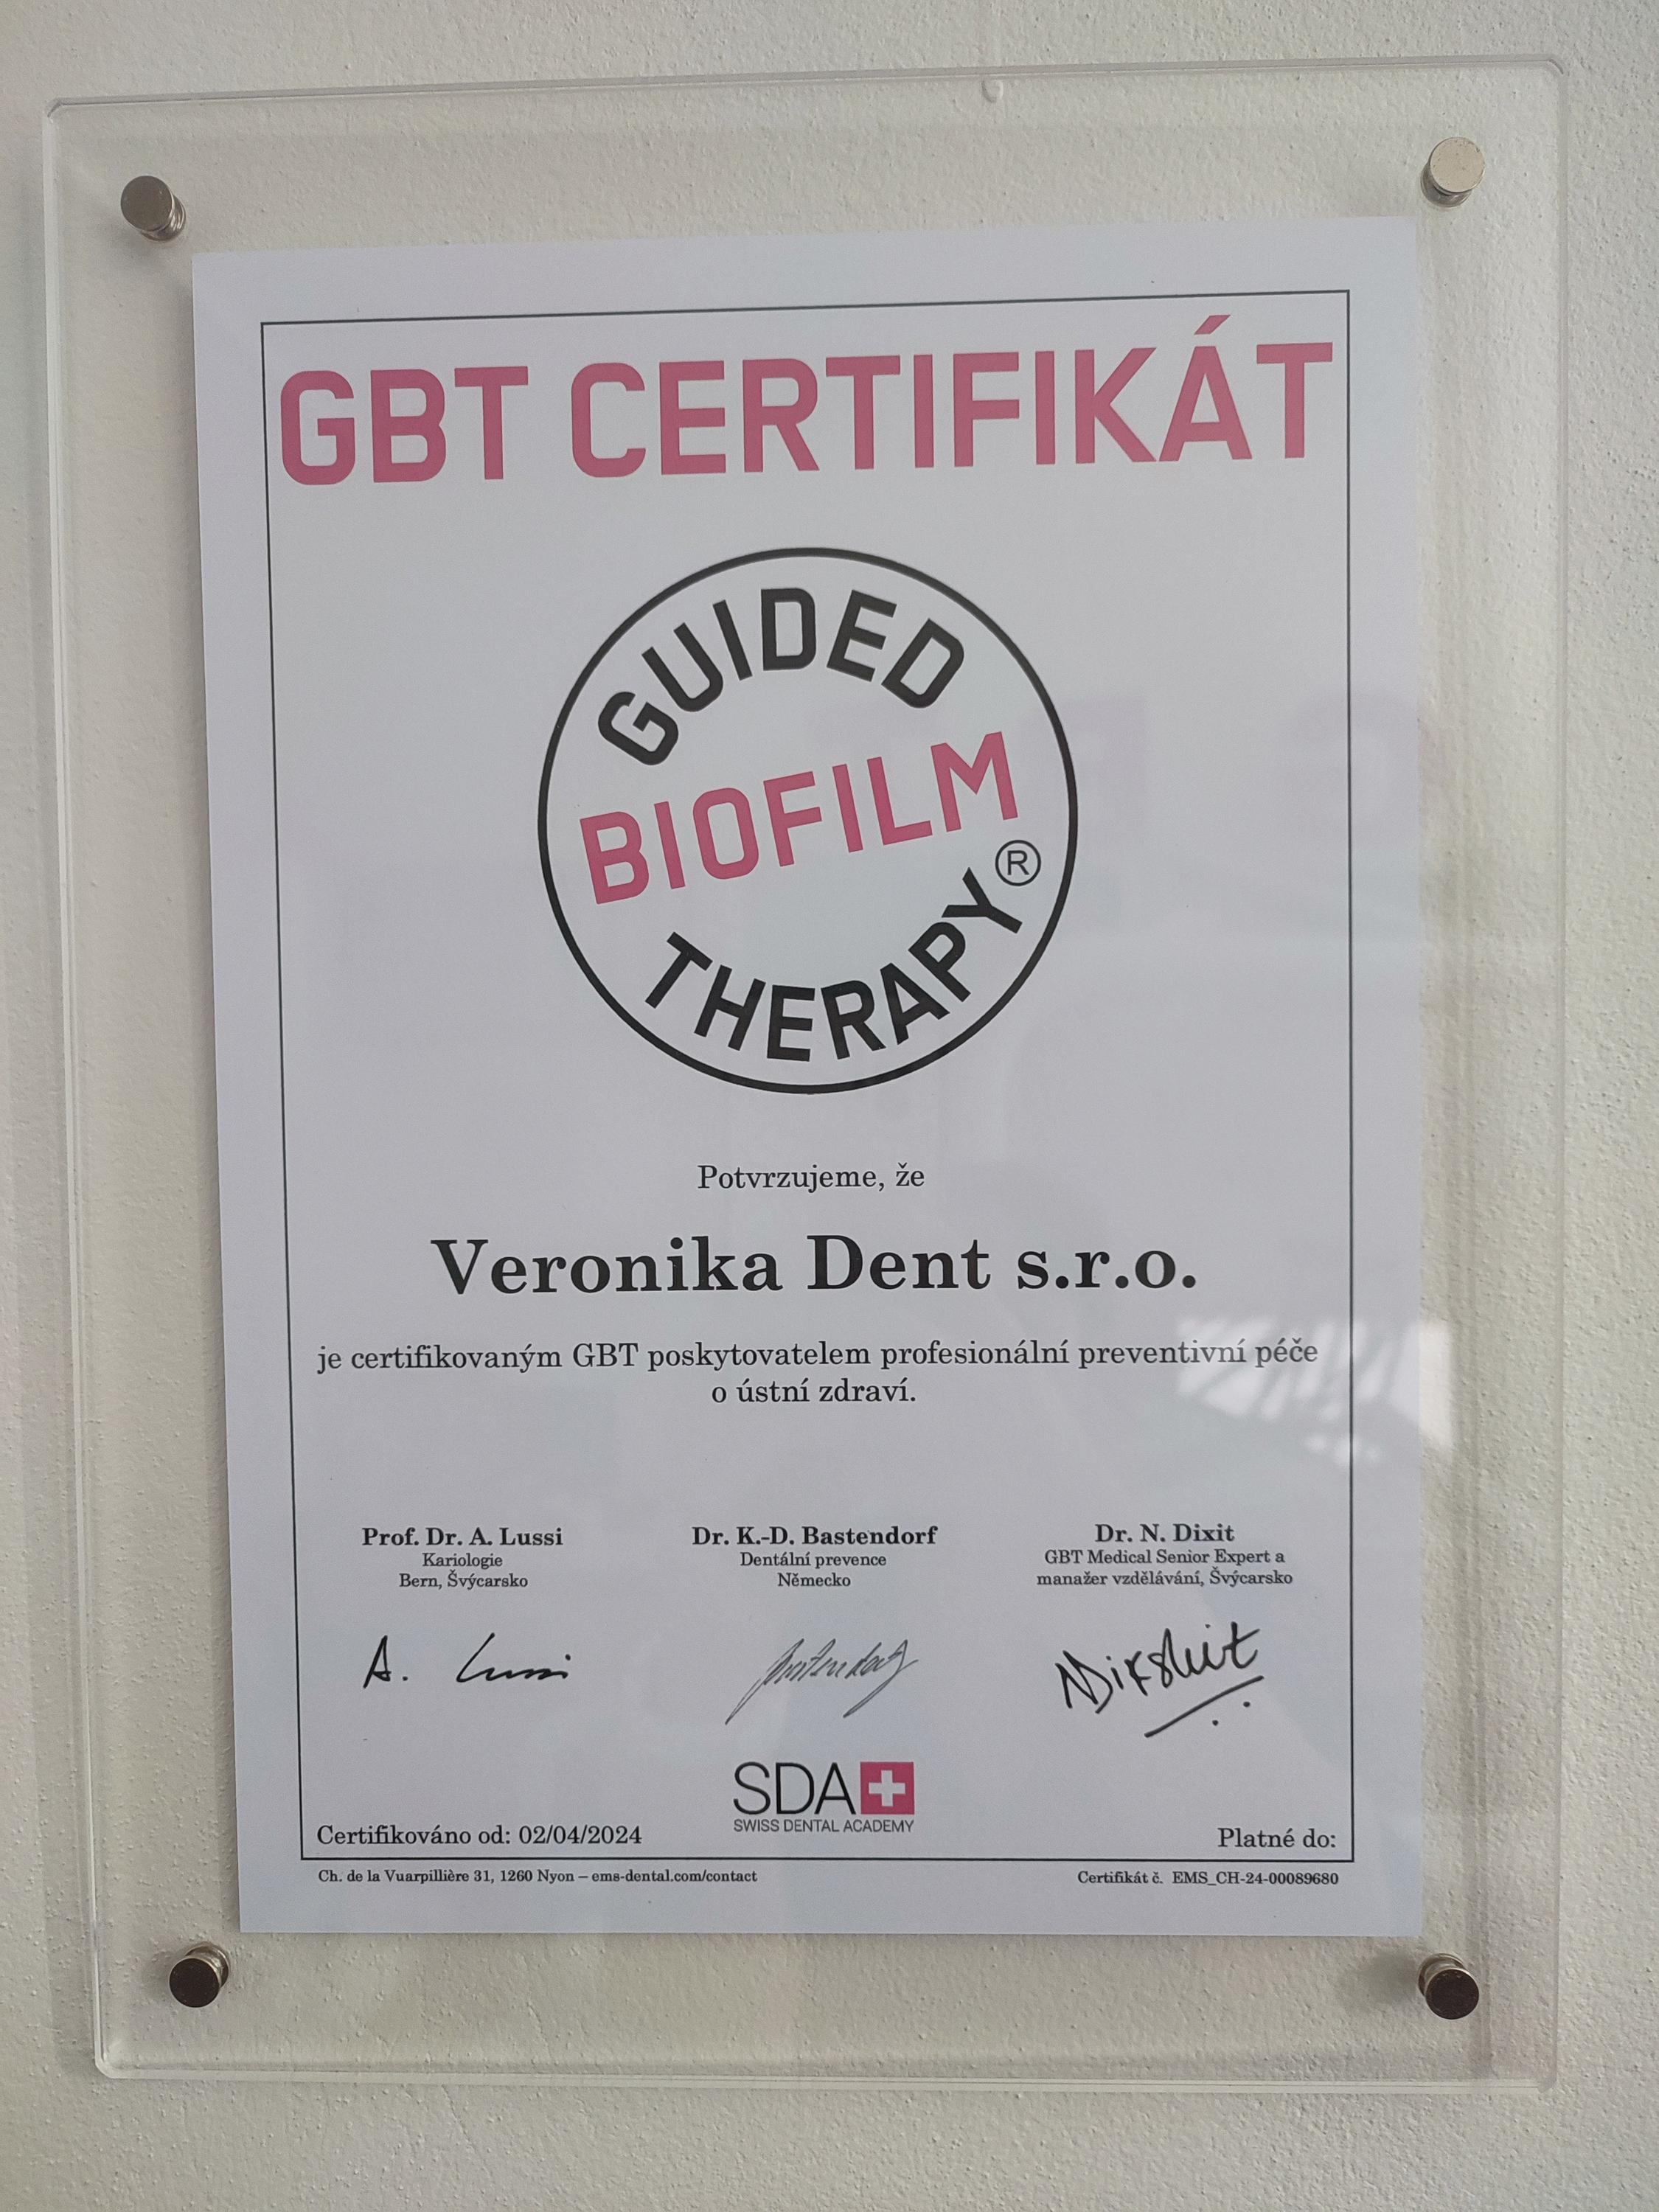 GBT CERTIFIKÁT
GUIDED
BIOFILM
THERAPY®
Potvrzujeme, že
Veronika Dent s.r.o.
je certifikovaným GBT poskytovatelem profesionální preventivní péče
o ústní zdraví.
Prof. Dr. A. Lussi
Kariologie
Bern, Švýcarsko
Dr. K.-D. Bastendorf
Dentální prevence
Německo
Dr. N. Dixit
GBT Medical Senior Expert a
manažer vzdělávání, Švýcarsko
A. Lussi
Bastendorf
SDA
SWISS DENTAL ACADEMY
Certifikováno od: 02/04/2024
Platné do:
Ch. de la Vuarpillière 31, 1260 Nyon – ems-dental.com/contact
Certifikát č. EMS_CH-24-00089680